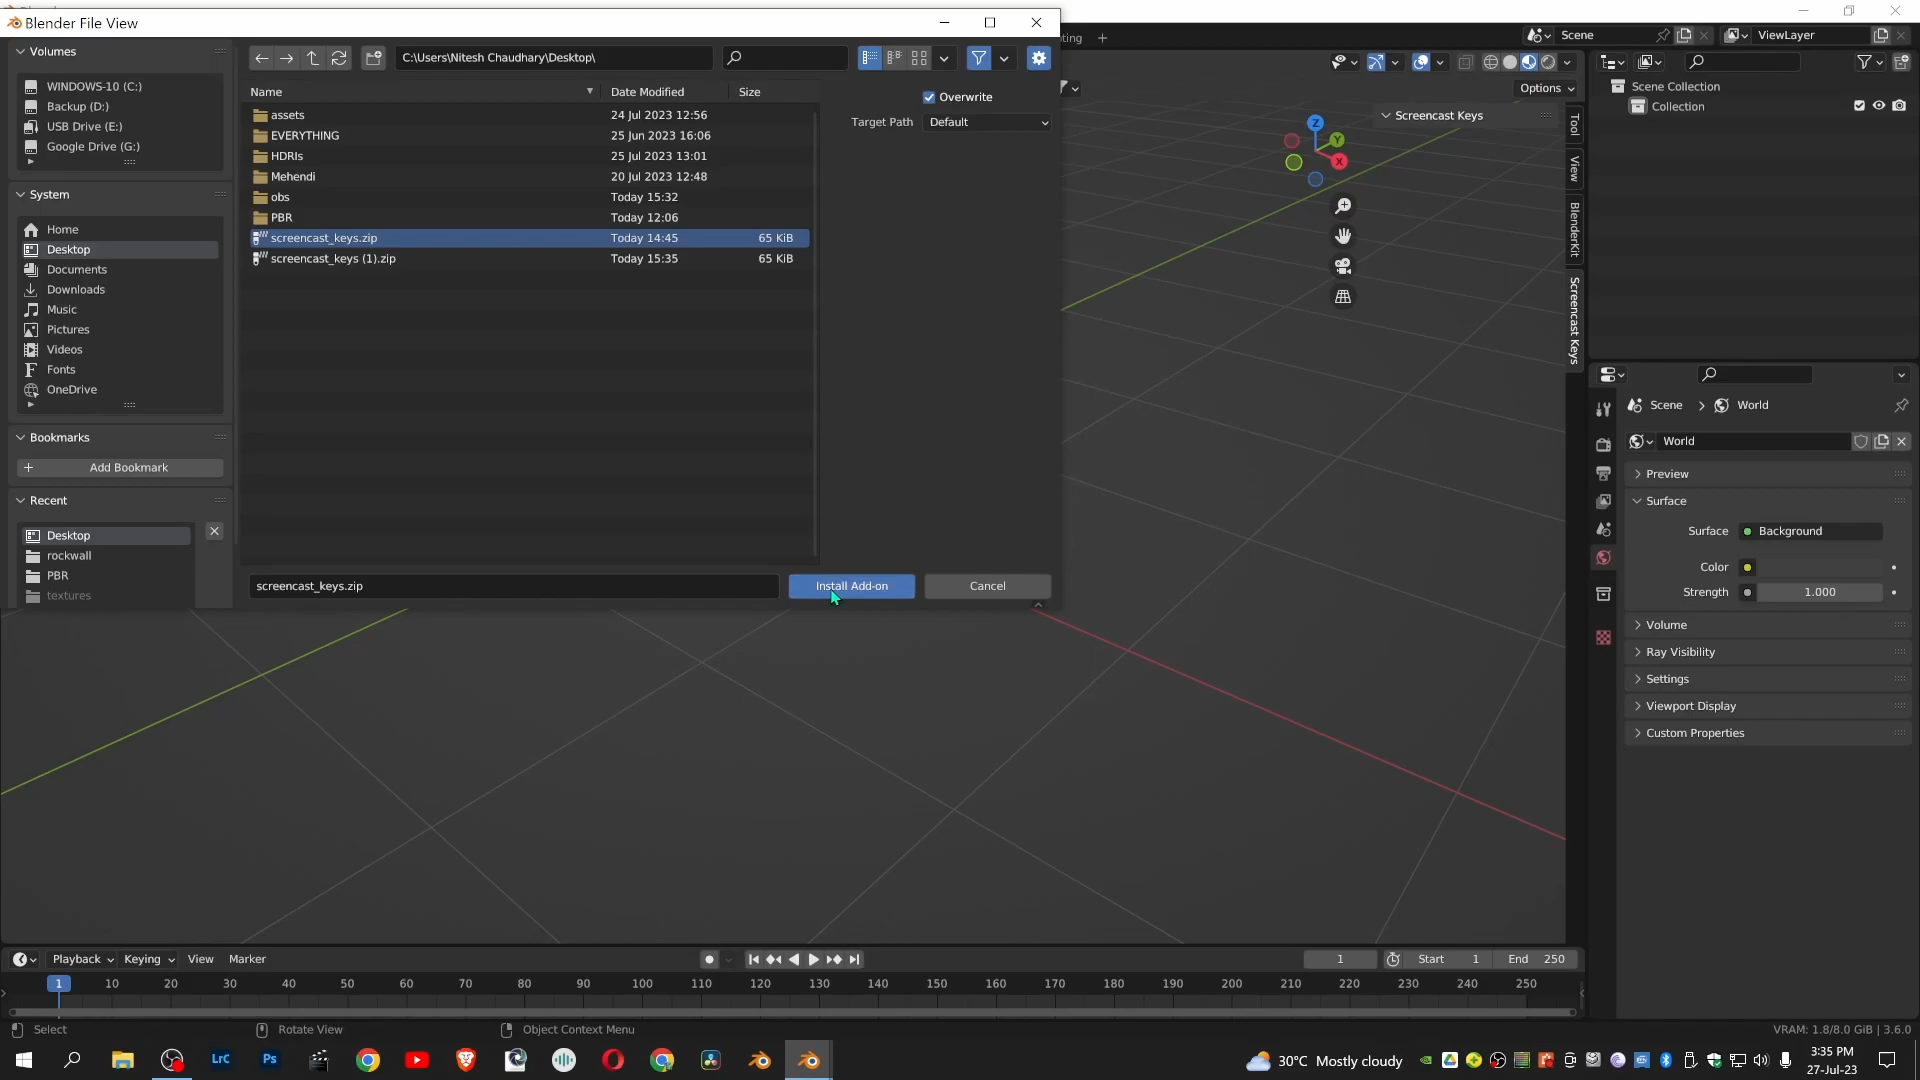 Blender File View
Volumes
WINDOWS-10 (C:)
Backup (D:)
USB Drive (E:)
Google Drive (G:)
System
Home
Desktop
Documents
Downloads
Music
Pictures
Videos
Fonts
OneDrive
Bookmarks
Add Bookmark
Recent
Desktop
rockwall
PBR
textures
C:\Users\Nitesh Chaudhary\Desktop\
Name Date Modified Size
assets 24 Jul 2023 12:56
EVERYTHING 25 Jun 2023 16:06
HDRIs 25 Jul 2023 13:01
Mehendi 20 Jul 2023 12:48
obs Today 15:32
PBR Today 12:06
screencast_keys.zip Today 14:45 65 KiB
screencast_keys (1).zip Today 15:35 65 KiB
Overwrite
Target Path Default
screencast_keys.zip Install Add-on Cancel
ting +
Scene ViewLayer
Options
Screencast Keys
Z
Y
X
Tool
View
BlenderKit
Screencast Keys
Scene Collection
Collection
Scene > World
World
Preview
Surface
Surface Background
Color
Strength 1.000
Volume
Ray Visibility
Settings
Viewport Display
Custom Properties
Playback Keying View Marker
1 Start 1 End 250
1 10 20 30 40 50 60 70 80 90 100 110 120 130 140 150 160 170 180 190 200 210 220 230 240 250
Select Rotate View Object Context Menu VRAM: 1.8/8.0 GiB | 3.6.0
LrC Ps 30°C Mostly cloudy
3:35 PM
27-Jul-23